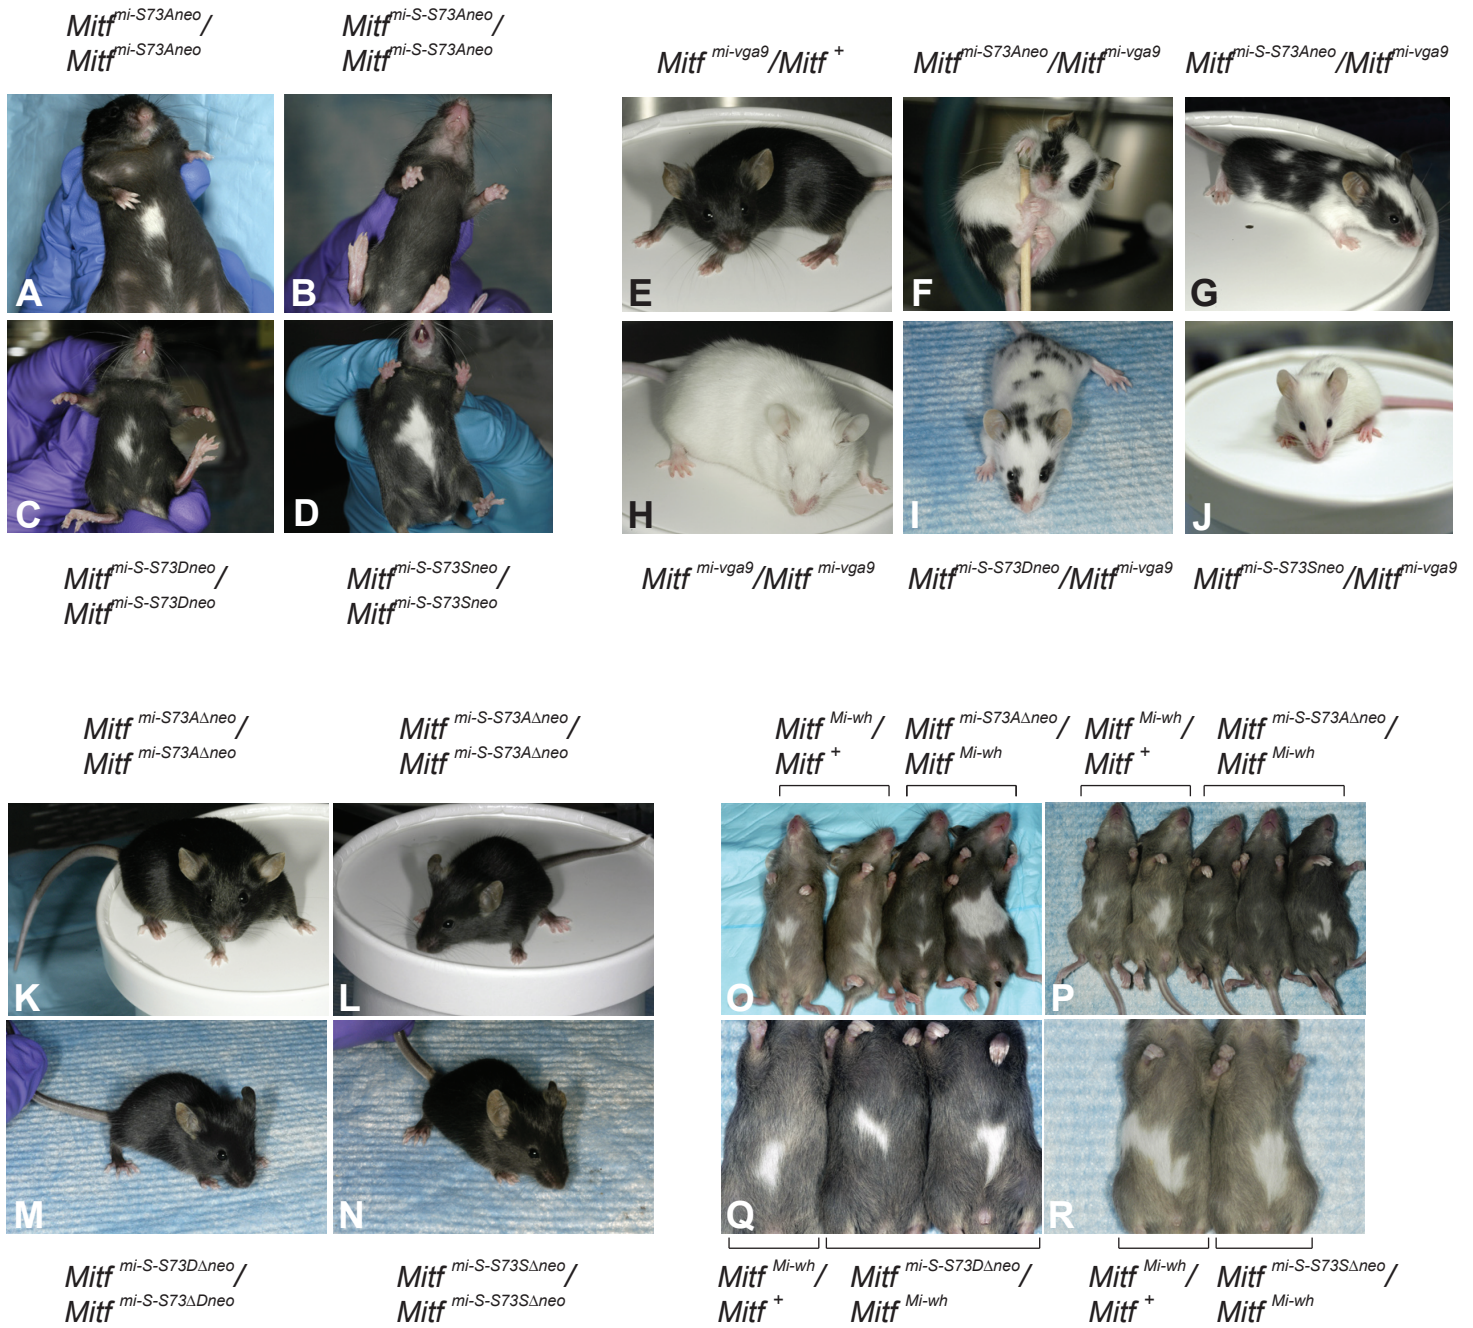 Mitf mi-S73Aneo/
Mitf mi-S73Aneo
Mitf mi-S-S73Aneo/
Mitf mi-S-S73Aneo
Mitf mi-vga9/Mitf +
Mitf mi-S73Aneo/Mitf mi-vga9
Mitf mi-S-S73Aneo/Mitf mi-vga9
A
B
E
F
G
C
D
H
I
J
Mitf mi-S-S73Dneo/
Mitf mi-S-S73Dneo
Mitf mi-S-S73Sneo/
Mitf mi-S-S73Sneo
Mitf mi-vga9/Mitf mi-vga9
Mitf mi-S-S73Dneo/Mitf mi-vga9
Mitf mi-S-S73Sneo/Mitf mi-vga9
Mitf mi-S73AΔneo/
Mitf mi-S73AΔneo
Mitf mi-S-S73AΔneo/
Mitf mi-S-S73AΔneo
Mitf Mi-wh/
Mitf +
Mitf mi-S73AΔneo/
Mitf Mi-wh
Mitf Mi-wh/
Mitf +
Mitf mi-S-S73AΔneo/
Mitf Mi-wh
K
L
O
P
M
N
Q
R
Mitf mi-S-S73DΔneo/
Mitf mi-S-S73ΔDneo
Mitf mi-S-S73SΔneo/
Mitf mi-S-S73SΔneo
Mitf Mi-wh/
Mitf +
Mitf mi-S-S73DΔneo/
Mitf Mi-wh
Mitf Mi-wh/
Mitf +
Mitf mi-S-S73SΔneo/
Mitf Mi-wh